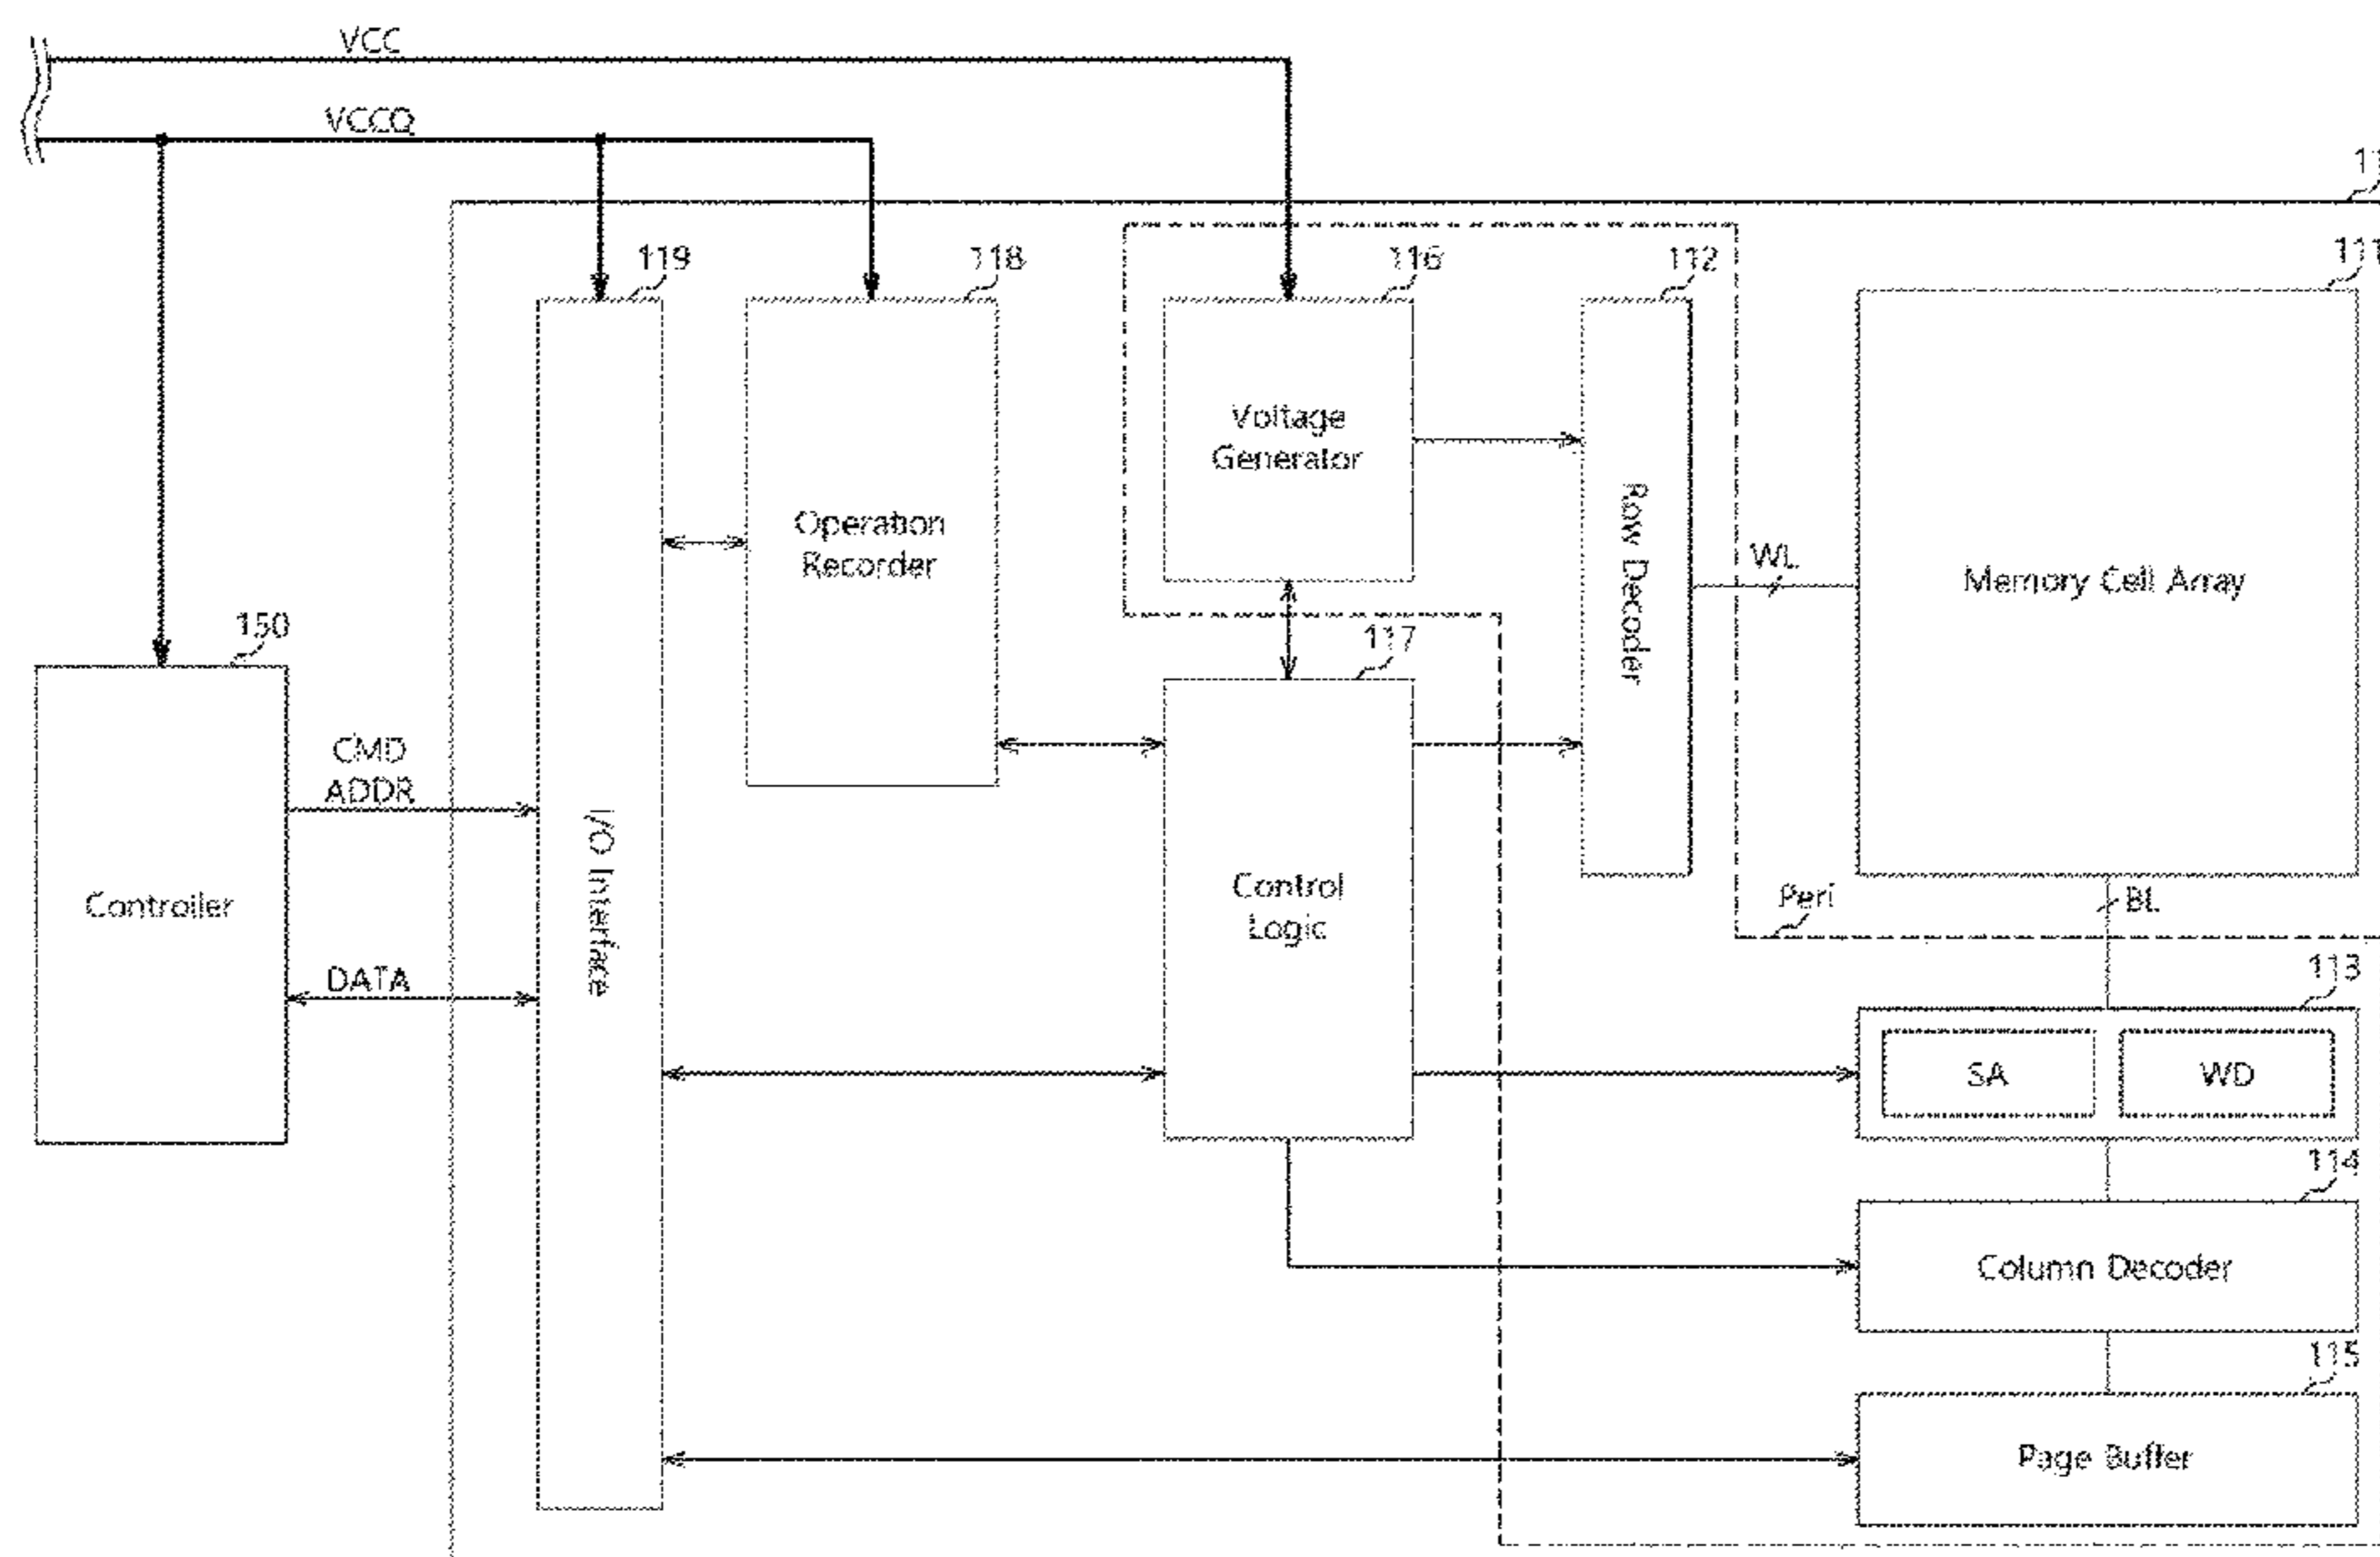 VCC
VCCQ
119
118
116
112
Voltage
Generator
Operation
Recorder
Row Decoder
WL
Memory Cell Array
150
117
CMD
ADDR
I/O Interface
Controller
Control
Logic
Peri
BL
DATA
113
SA
WD
114
Column Decoder
115
Page Buffer